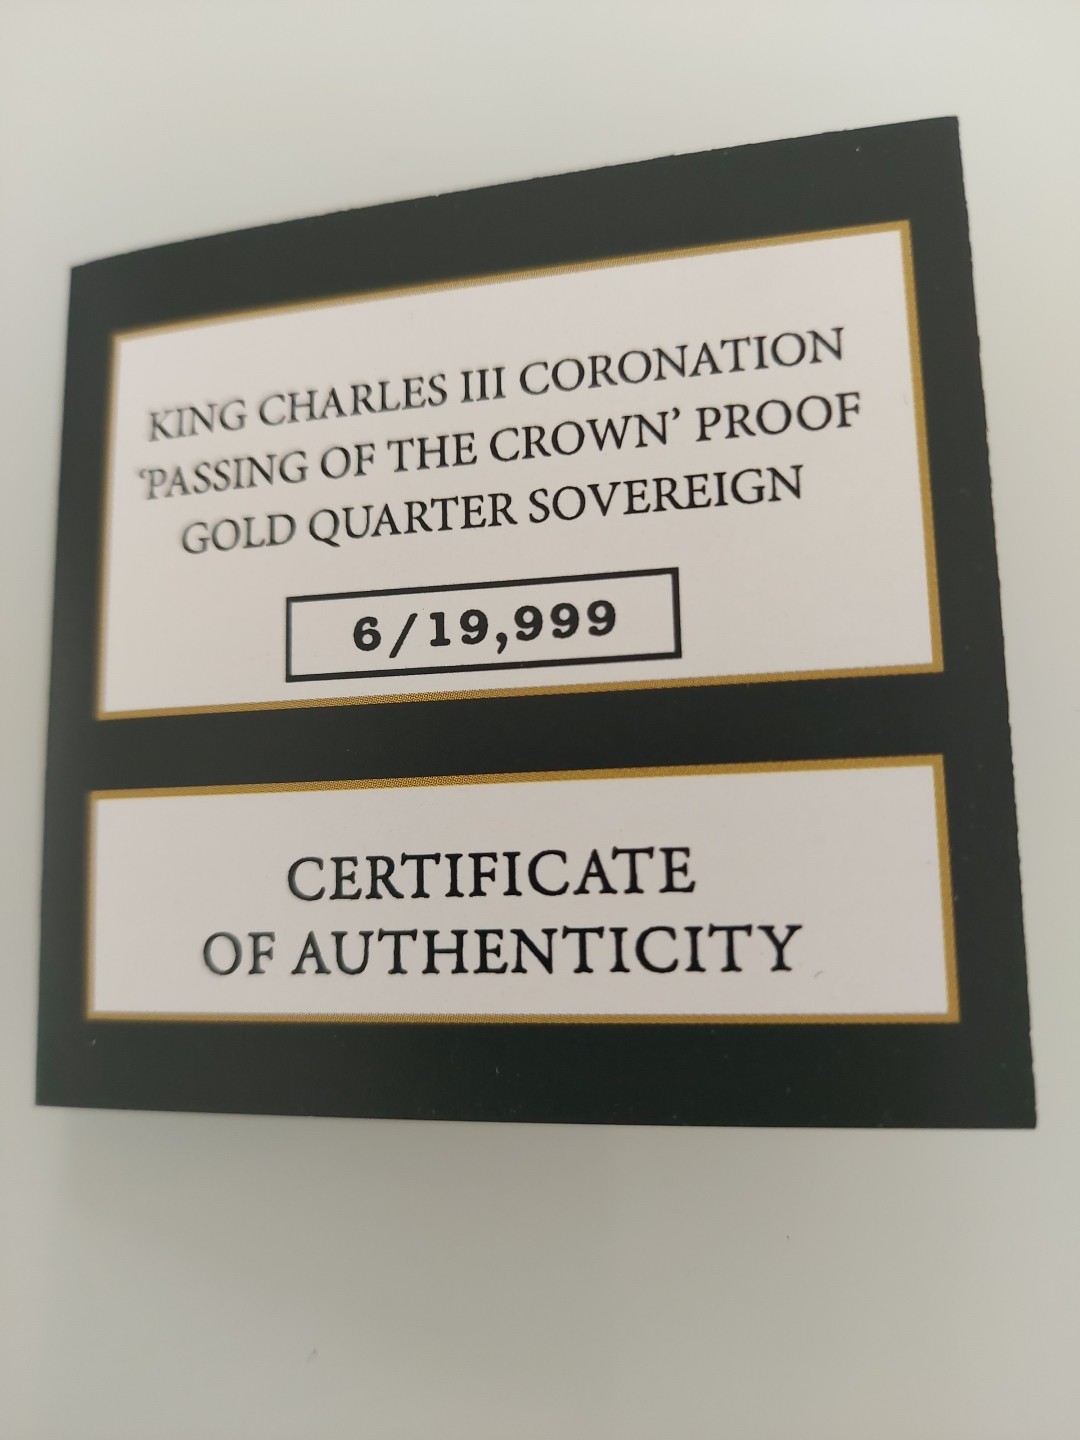 KING CHARLES III CORONATION
‘PASSING OF THE CROWN’ PROOF
GOLD QUARTER SOVEREIGN
6/19,999
CERTIFICATE
OF AUTHENTICITY